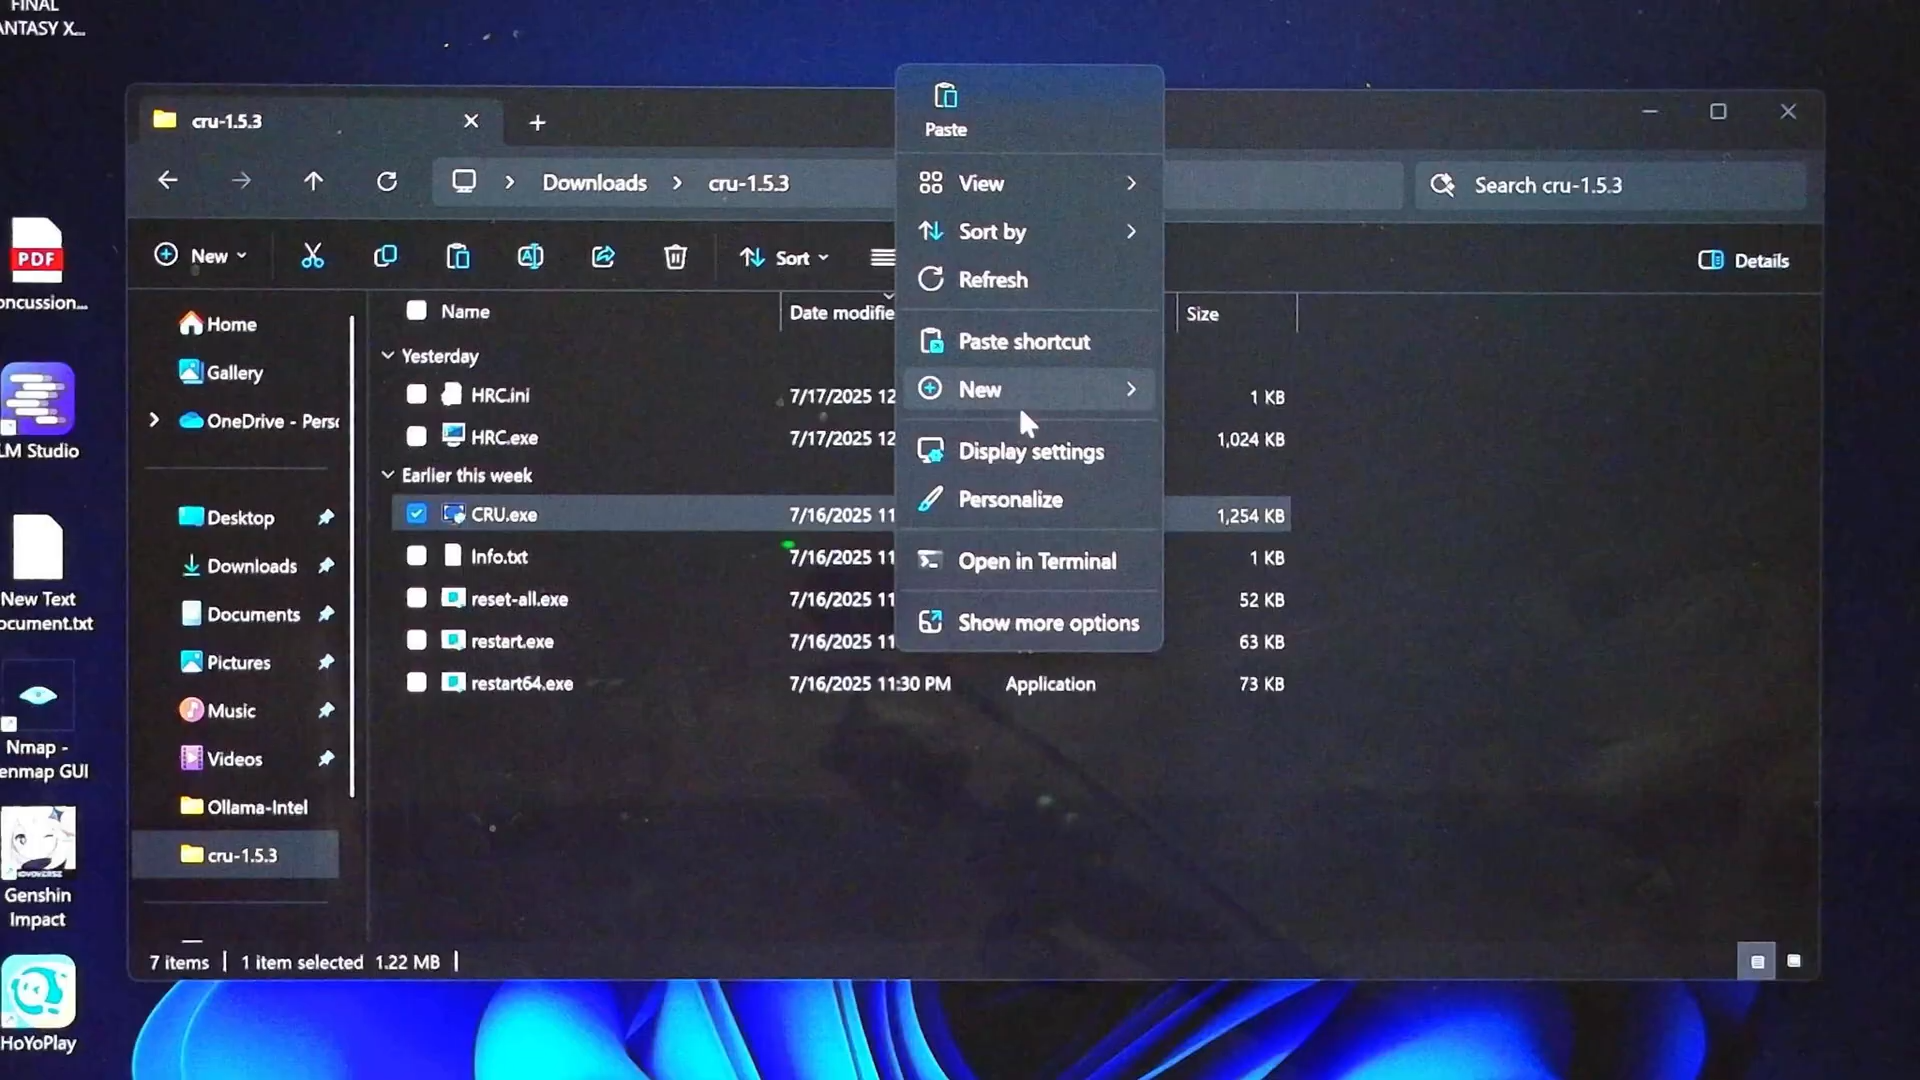 FINAL
ANTASY X...
PDF
oncussion...
LM Studio
New Text
ocument.txt
Nmap -
enmap GUI
Genshin
Impact
HoYoPlay
cru-1.5.3
Downloads
cru-1.5.3
Search cru-1.5.3
New
Sort
Details
Home
Gallery
OneDrive - Perso
Desktop
Downloads
Documents
Pictures
Music
Videos
Ollama-Intel
cru-1.5.3
Name
Date modifie
Size
Yesterday
HRC.ini
7/17/2025 12
1 KB
HRC.exe
7/17/2025 12
1,024 KB
Earlier this week
CRU.exe
7/16/2025 11
1,254 KB
Info.txt
7/16/2025 11
1 KB
reset-all.exe
7/16/2025 11
52 KB
restart.exe
7/16/2025 11
63 KB
restart64.exe
7/16/2025 11:30 PM
Application
73 KB
Paste
View
Sort by
Refresh
Paste shortcut
New
Display settings
Personalize
Open in Terminal
Show more options
7 items
1 item selected 1.22 MB